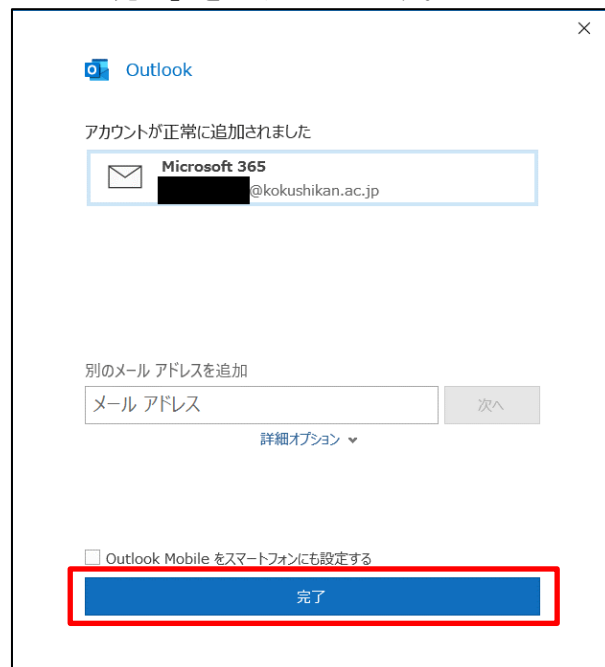 Outlook
アカウントが正常に追加されました
Microsoft 365
@kokushikan.ac.jp
別のメール アドレスを追加
メール アドレス
次へ
詳細オプション
Outlook Mobile をスマートフォンにも設定する
完了